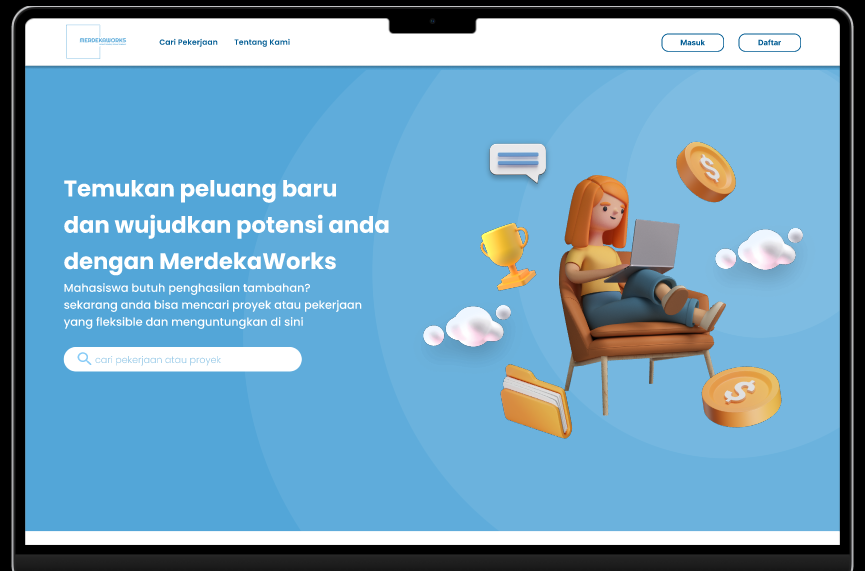 MERDEKAWORKS
Cari Pekerjaan
Tentang Kami
Masuk
Daftar
Temukan peluang baru
dan wujudkan potensi anda
dengan MerdekaWorks
Mahasiswa butuh penghasilan tambahan?
sekarang anda bisa mencari proyek atau pekerjaan
yang fleksible dan menguntungkan di sini
cari pekerjaan atau proyek
$
$